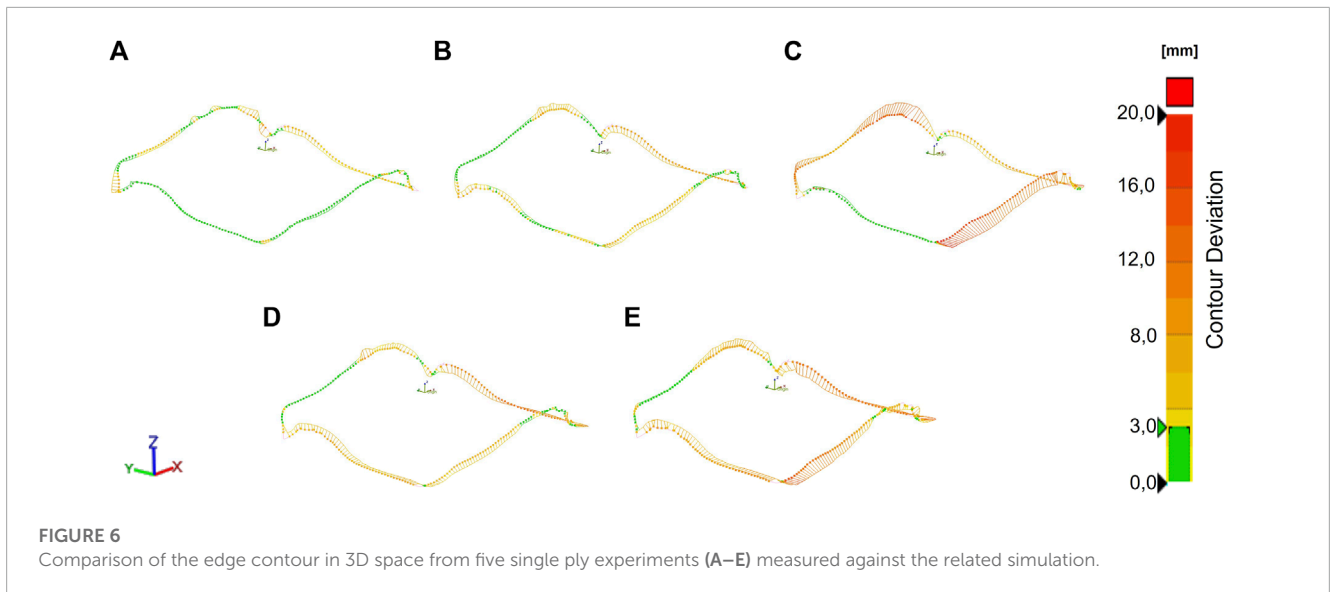 A
B
C
[mm]
20,0
16,0
12,0
8,0
3,0
0,0
Contour Deviation
D
E
Z
Y
X
FIGURE 6
Comparison of the edge contour in 3D space from five single ply experiments (A–E) measured against the related simulation.